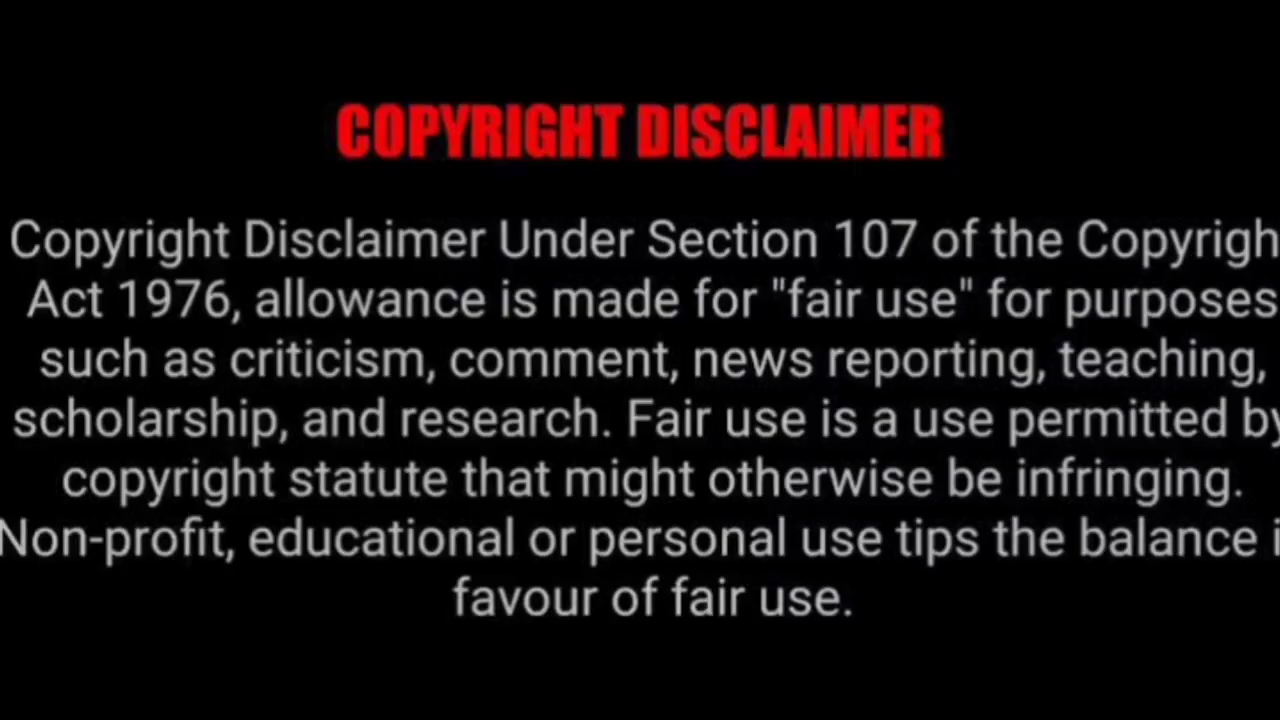 COPYRIGHT DISCLAIMER
Copyright Disclaimer Under Section 107 of the Copyrigh
Act 1976, allowance is made for "fair use" for purposes
such as criticism, comment, news reporting, teaching,
scholarship, and research. Fair use is a use permitted by
copyright statute that might otherwise be infringing.
Non-profit, educational or personal use tips the balance i
favour of fair use.